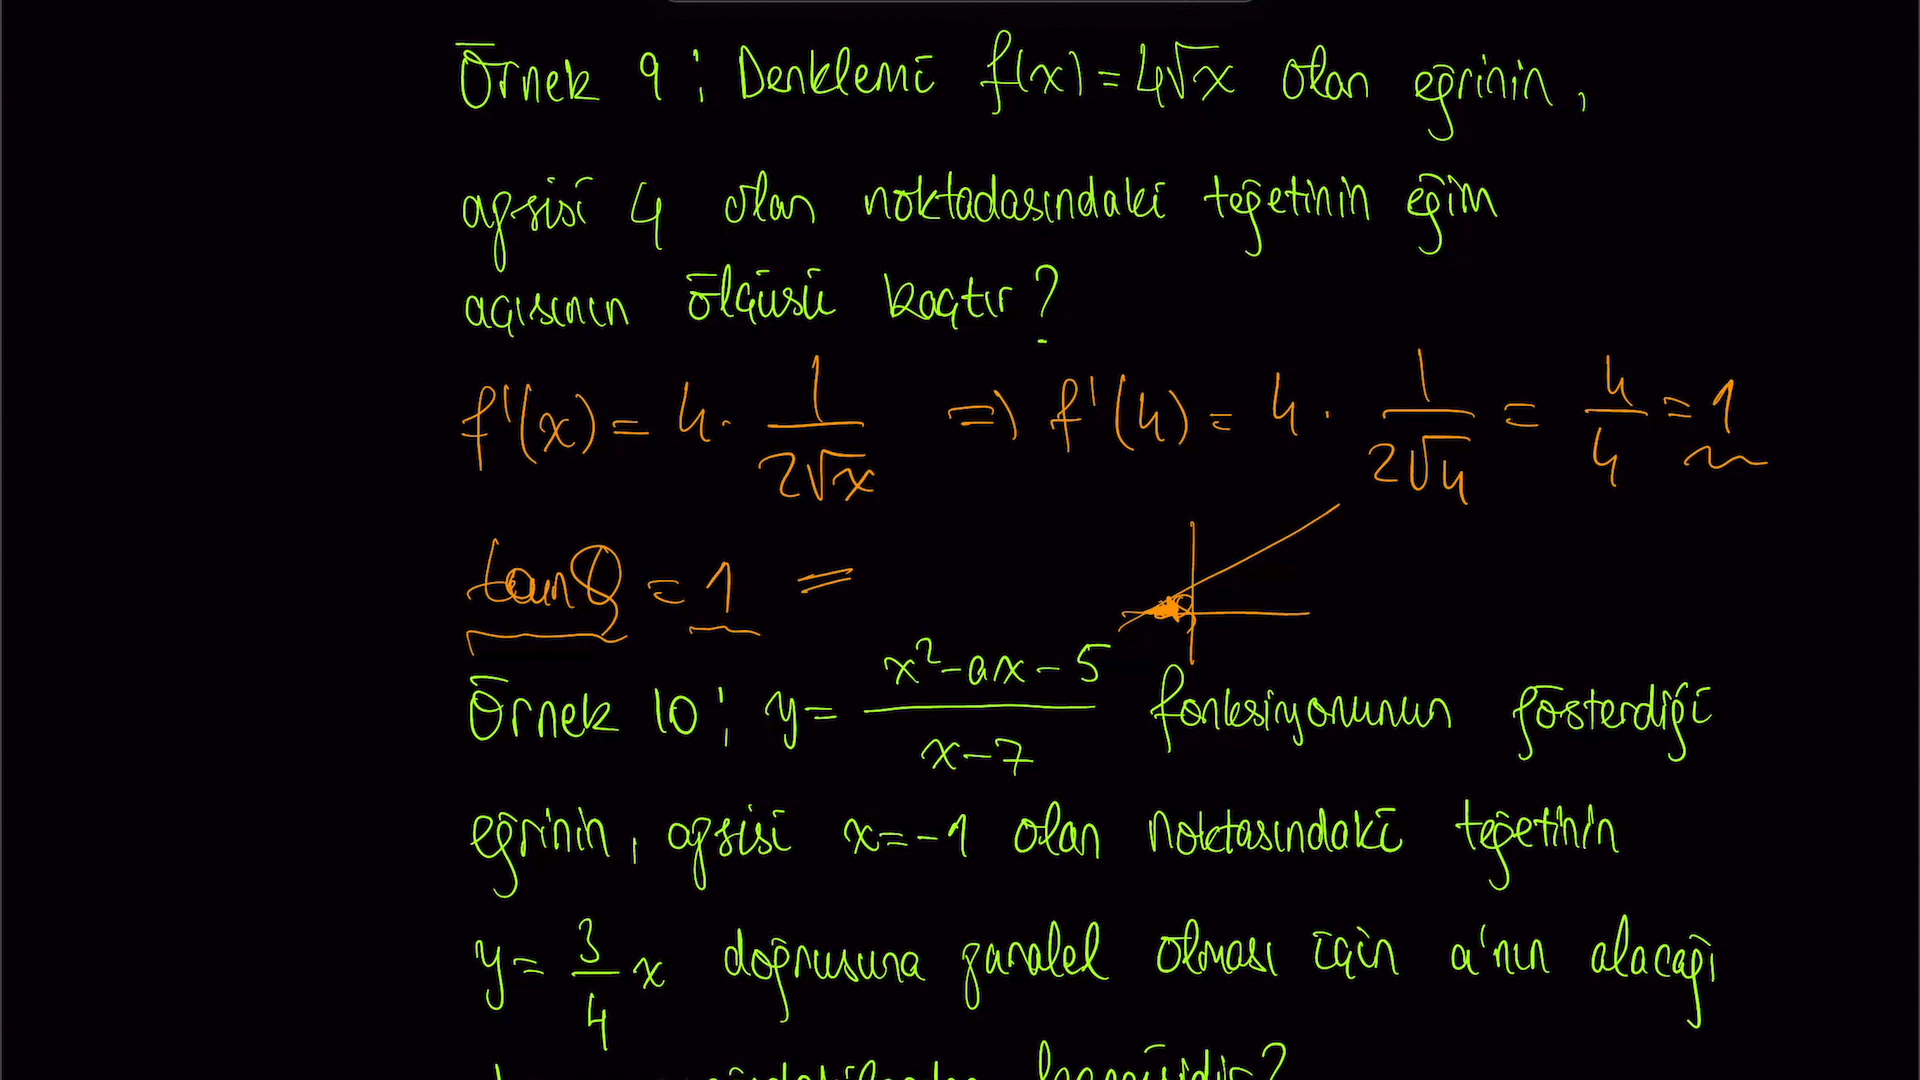 Örnek 9: Denklemi f(x) = 4√x olan eğrinin,
apsisi 4 olan noktadasındaki teğetinin eğim
açısının ölçüsü kaçtır?
f'(x) = 4 · 1/(2√x) => f'(4) = 4 · 1/(2√4) = 4/4 = 1
tanθ = 1 =
Örnek 10: y = (x²-ax-5)/(x-7) fonksiyonunun gösterdiği
eğrinin, apsisi x=-1 olan noktasındaki teğetinin
y = 3/4 x doğrusuna paralel olması için a'nın alacağı